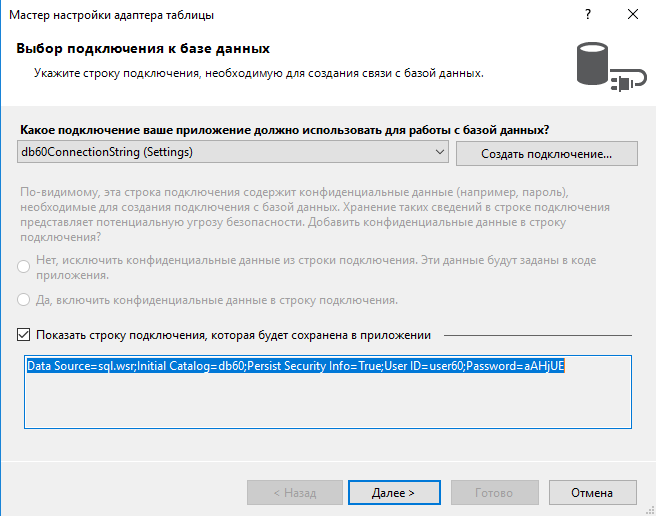 Мастер настройки адаптера таблицы
Выбор подключения к базе данных
Укажите строку подключения, необходимую для создания связи с базой данных.
Какое подключение ваше приложение должно использовать для работы с базой данных?
db60ConnectionString (Settings)
Создать подключение...
По-видимому, эта строка подключения содержит конфиденциальные данные (например, пароль),
необходимые для создания подключения с базой данных. Хранение таких сведений в строке подключения
представляет потенциальную угрозу безопасности. Добавить конфиденциальные данные в строку
подключения?
Нет, исключить конфиденциальные данные из строки подключения. Эти данные будут заданы в коде
приложения.
Да, включить конфиденциальные данные в строку подключения.
Показать строку подключения, которая будет сохранена в приложении
Data Source=sql.wsr;Initial Catalog=db60;Persist Security Info=True;User ID=user60;Password=aAHjUE
< Назад
Далее >
Готово
Отмена